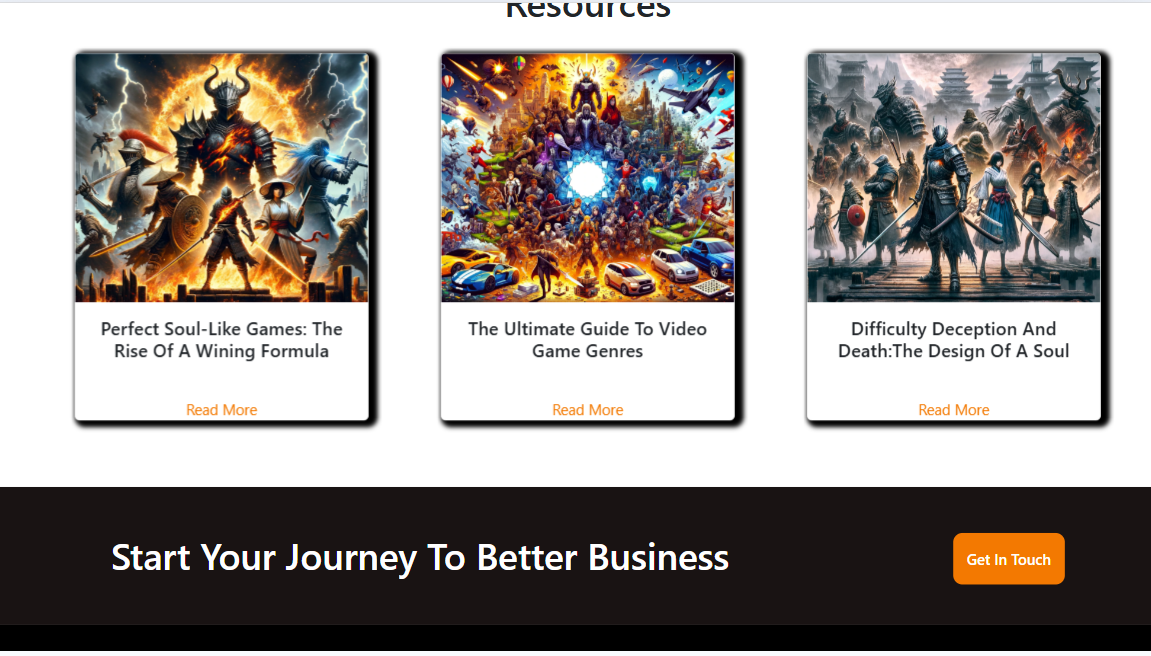 Resources
Perfect Soul-Like Games: The
Rise Of A Wining Formula
The Ultimate Guide To Video
Game Genres
Difficulty Deception And
Death:The Design Of A Soul
Read More
Read More
Read More
Start Your Journey To Better Business
Get In Touch